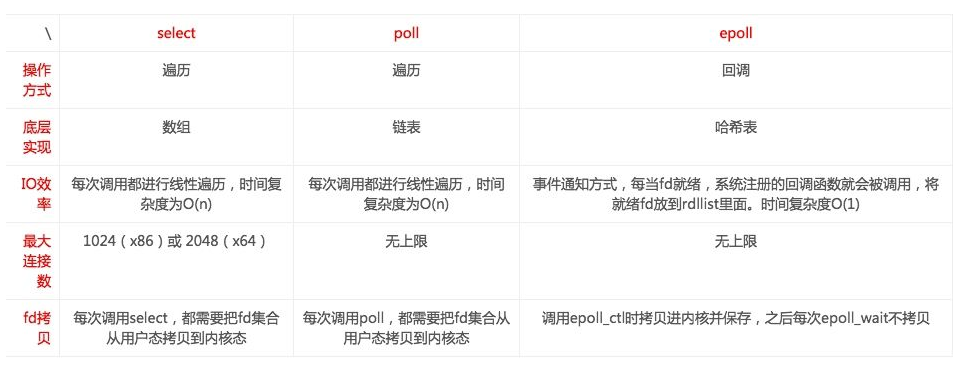 \ select poll epoll
操作方式 遍历 遍历 回调
底层实现 数组 链表 哈希表
IO效率 每次调用都进行线性遍历，时间复杂度为O(n) 每次调用都进行线性遍历，时间复杂度为O(n) 事件通知方式，每当fd就绪，系统注册的回调函数就会被调用，将就绪fd放到rdllist里面。时间复杂度O(1)
最大连接数 1024（x86）或 2048（x64） 无上限 无上限
fd拷贝 每次调用select，都需要把fd集合从用户态拷贝到内核态 每次调用poll，都需要把fd集合从用户态拷贝到内核态 调用epoll_ctl时拷贝进内核并保存，之后每次epoll_wait不拷贝